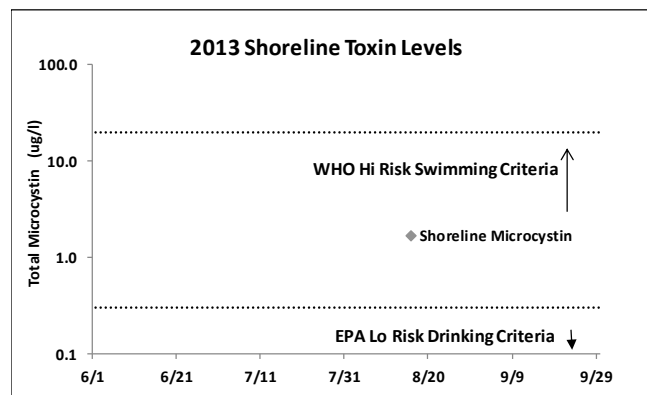 2013 Shoreline Toxin Levels
Total Microcystin (ug/l)
100.0
10.0
1.0
0.1
WHO Hi Risk Swimming Criteria
Shoreline Microcystin
EPA Lo Risk Drinking Criteria
6/1 6/21 7/11 7/31 8/20 9/9 9/29